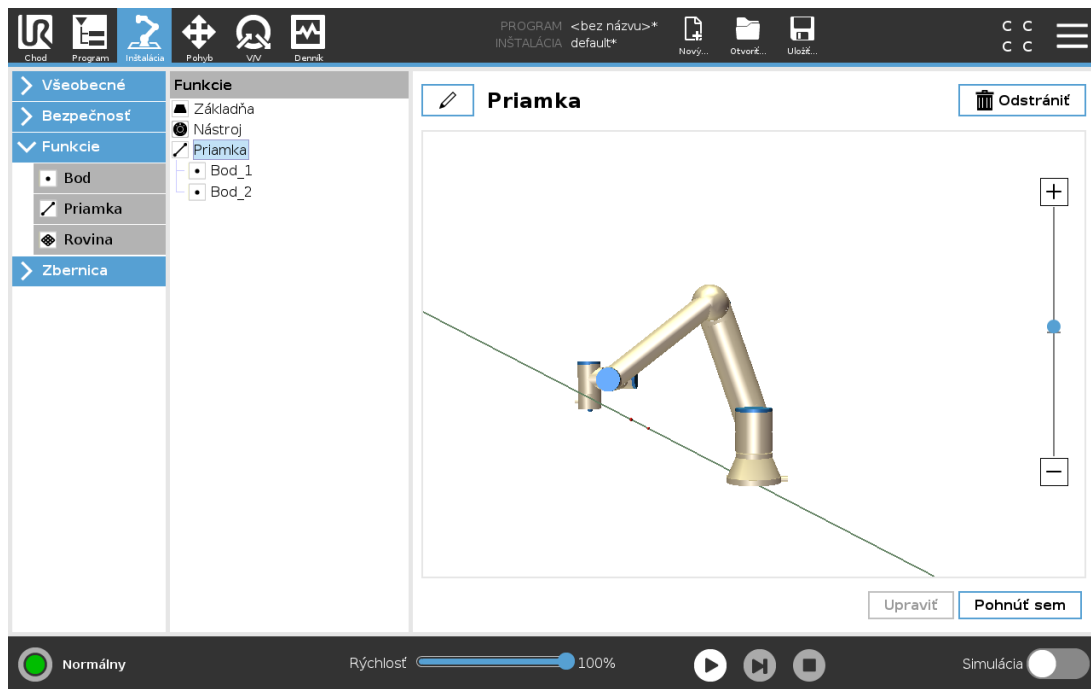 PROGRAM <bez názvu>*
INŠTALÁCIA default*
Chod
Program
Inštalácia
Pohyb
V/V
Denník
Nový...
Otvoriť...
Uložiť...
C C
C C
Všeobecné
Bezpečnosť
Funkcie
Bod
Priamka
Rovina
Zbernica
Funkcie
Základňa
Nástroj
Priamka
Bod_1
Bod_2
Priamka
Odstrániť
Upraviť
Pohnúť sem
Normálny
Rýchlosť
100%
Simulácia